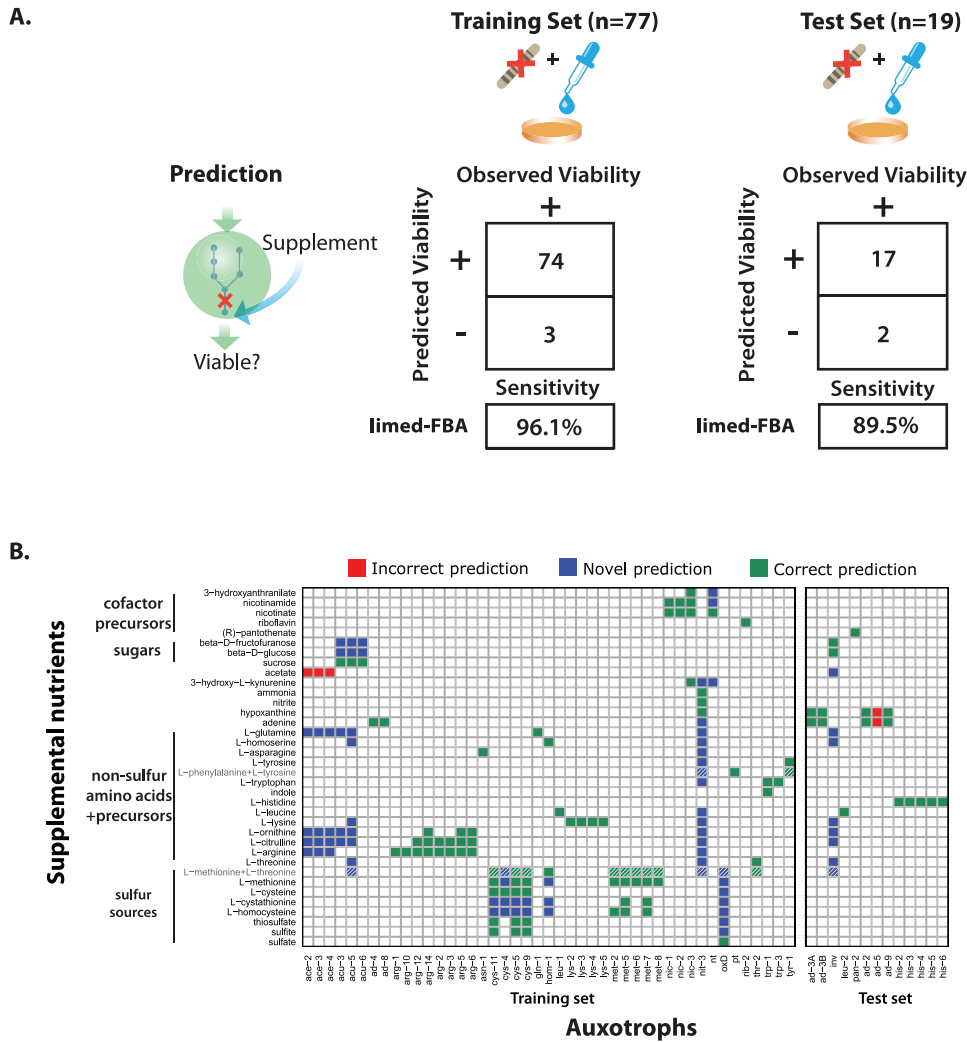 A.
Training Set (n=77)
Test Set (n=19)
+
+
Prediction
Supplement
Viable?
Observed Viability
+
Predicted Viability
+
74
-
3
Sensitivity
limed-FBA
96.1%
Observed Viability
+
Predicted Viability
+
17
-
2
Sensitivity
limed-FBA
89.5%
B.
Incorrect prediction
Novel prediction
Correct prediction
Supplemental nutrients
cofactor
precursors
sugars
non-sulfur
amino acids
+precursors
sulfur
sources
3-hydroxyanthranilate
nicotinamide
nicotinate
riboflavin
(R)-pantothenate
beta-D-fructofuranose
beta-D-glucose
sucrose
acetate
3-hydroxy-L-kynurenine
ammonia
nitrite
hypoxanthine
adenine
L-glutamine
L-homoserine
L-asparagine
L-tyrosine
L-phenylalanine+L-tyrosine
L-tryptophan
indole
L-histidine
L-leucine
L-lysine
L-ornithine
L-citrulline
L-arginine
L-threonine
L-methionine+L-threonine
L-methionine
L-cysteine
L-cystathionine
L-homocysteine
thiosulfate
sulfite
sulfate
ace-2
ace-3
ace-4
acu-3
acu-5
acu-6
ad-4
ad-8
arg-1
arg-10
arg-12
arg-14
arg-2
arg-3
arg-5
arg-6
asn-1
cys-11
cys-4
cys-5
cys-9
gln-1
hom-1
leu-1
lys-2
lys-3
lys-4
lys-5
met-2
met-5
met-6
met-7
met-8
nic-1
nic-2
nic-3
nit-3
nt
oxD
pt
rib-2
thr-2
trp-1
trp-3
tyr-1
ad-3A
ad-3B
inv
leu-2
pan-2
ad-2
ad-5
ad-9
his-2
his-3
his-4
his-5
his-6
Training set
Test set
Auxotrophs